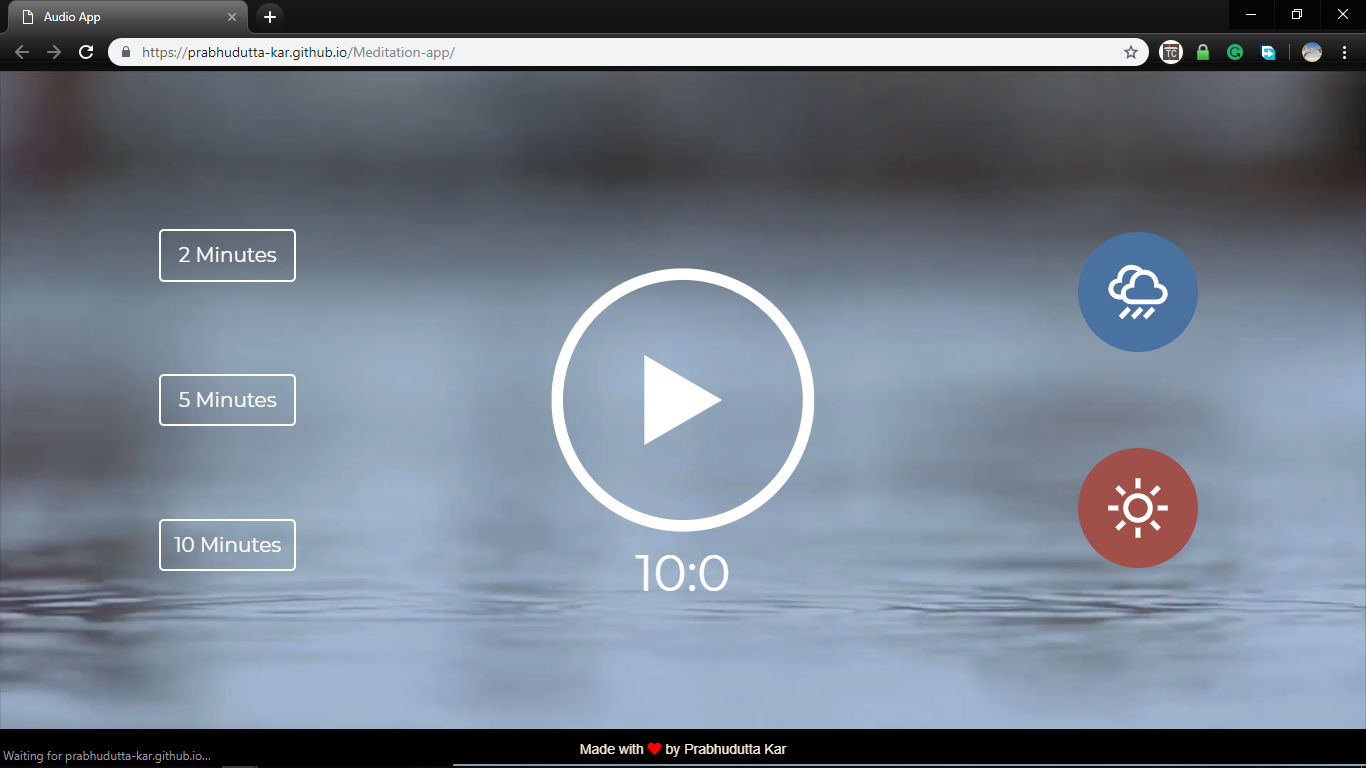 Audio App
https://prabhudutta-kar.github.io/Meditation-app/
TC
2 Minutes
5 Minutes
10 Minutes
10:0
Made with ❤ by Prabhudutta Kar
Waiting for prabhudutta-kar.github.io...